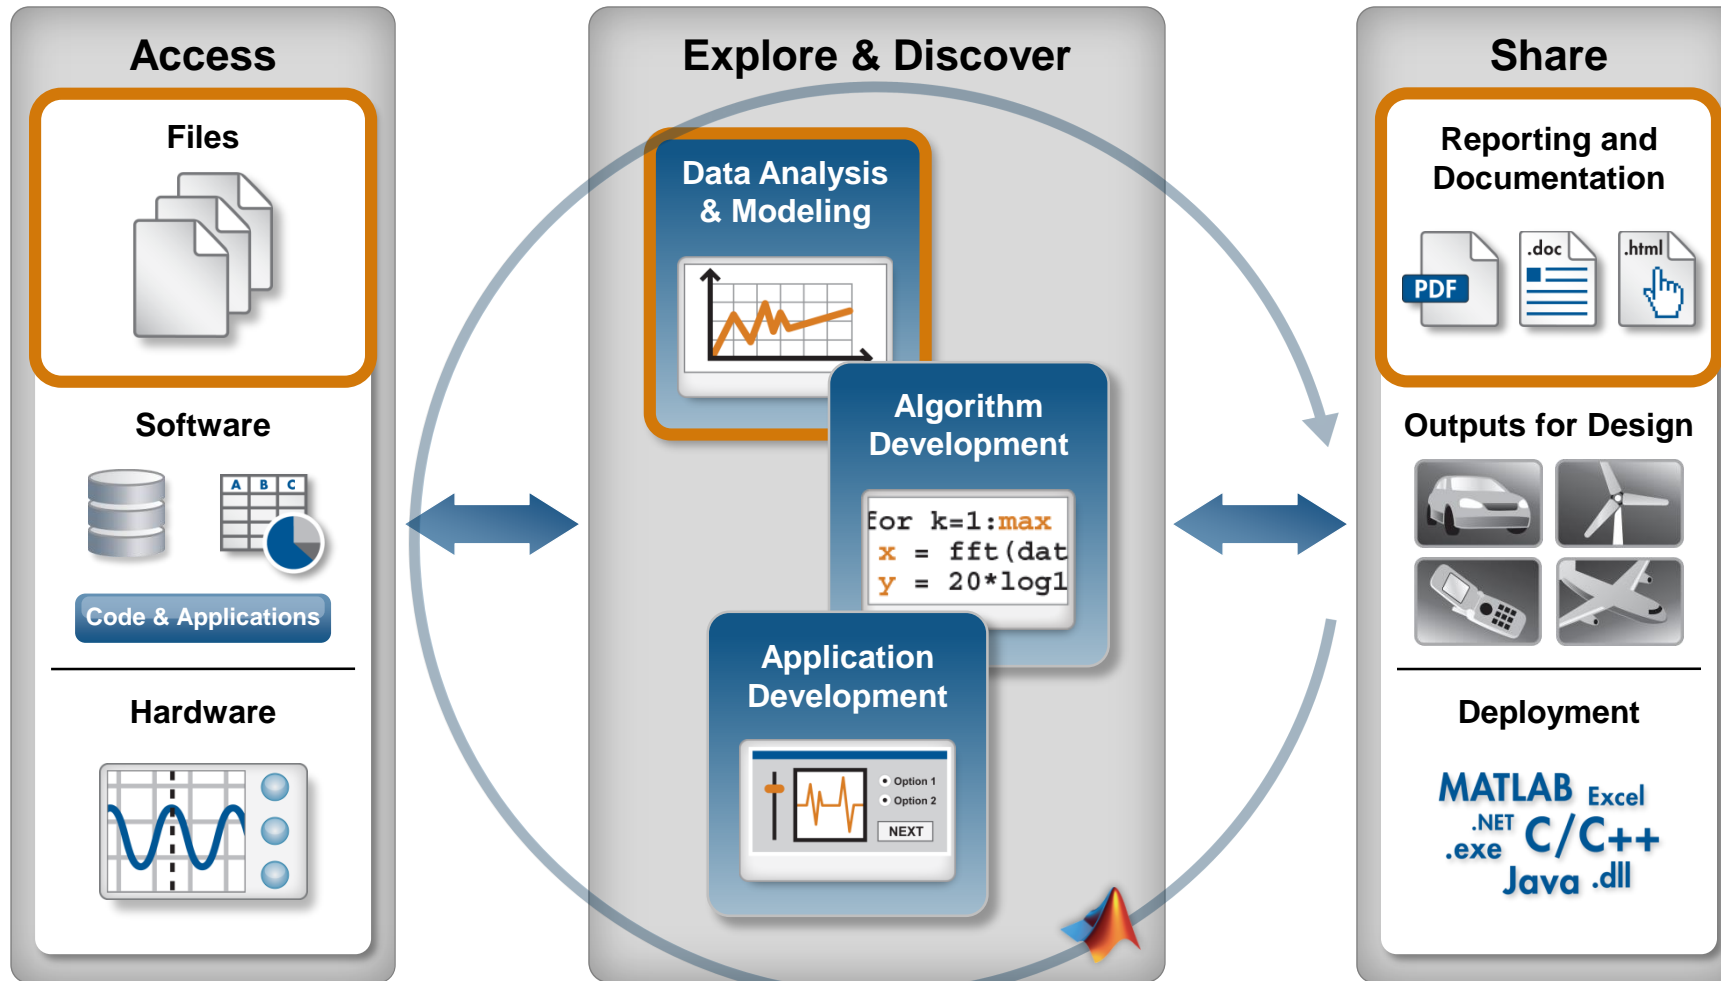 Access
Files
Software
A B C
Code & Applications
Hardware
Explore & Discover
Data Analysis
& Modeling
Algorithm
Development
for k=1:max
x = fft(dat
y = 20*log1
Application
Development
Option 1
Option 2
NEXT
Share
Reporting and
Documentation
PDF
.doc
.html
Outputs for Design
Deployment
MATLAB Excel
.NET
.exe C/C++
Java .dll